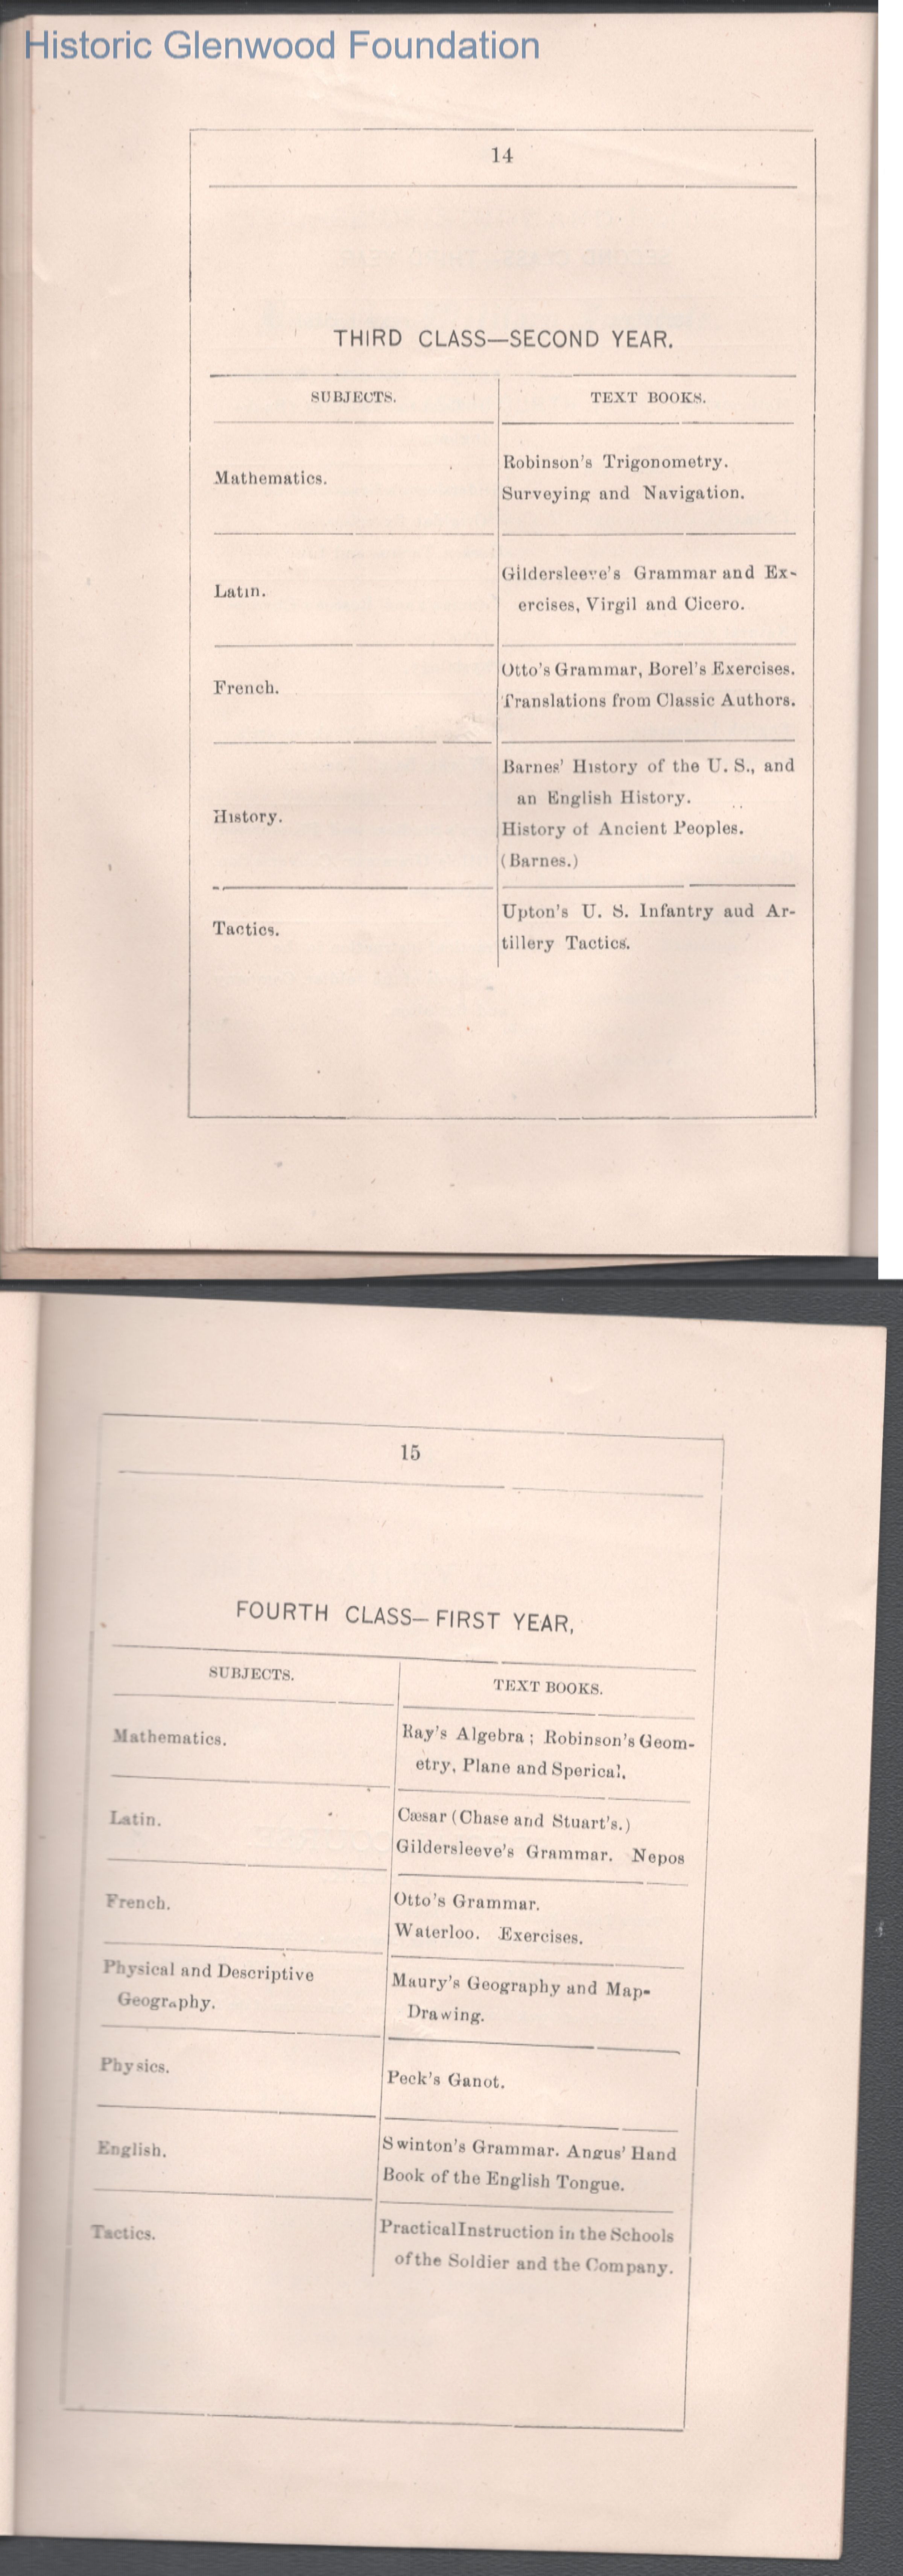 Historic Glenwood Foundation
14
THIRD CLASS—SECOND YEAR.
SUBJECTS. TEXT BOOKS.
Mathematics.
Robinson's Trigonometry.
Surveying and Navigation.
Latin.
Gildersleeve's Grammar and Ex-
ercises, Virgil and Cicero.
French.
Otto's Grammar, Borel's Exercises.
Translations from Classic Authors.
History.
Barnes' History of the U. S., and
an English History.
History of Ancient Peoples.
(Barnes.)
Tactics.
Upton's U. S. Infantry aud Ar-
tillery Tactics.
15
FOURTH CLASS—FIRST YEAR,
SUBJECTS. TEXT BOOKS.
Mathematics.
Ray's Algebra; Robinson's Geom-
etry, Plane and Sperical.
Latin.
Cæsar (Chase and Stuart's.)
Gildersleeve's Grammar. Nepos
French.
Otto's Grammar.
Waterloo. Exercises.
Physical and Descriptive
Geography.
Maury's Geography and Map-
Drawing.
Physics.
Peck's Ganot.
English.
Swinton's Grammar. Angus' Hand
Book of the English Tongue.
Tactics.
Practical Instruction in the Schools
of the Soldier and the Company.